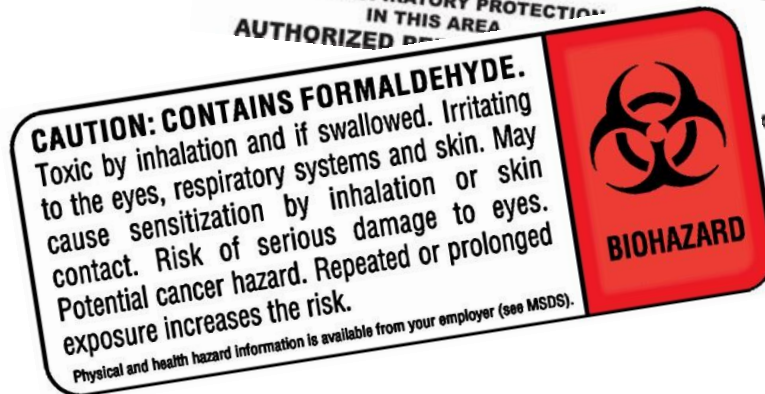 PROTECTION
IN THIS AREA
AUTHORIZED
CAUTION: CONTAINS FORMALDEHYDE.
Toxic by inhalation and if swallowed. Irritating
to the eyes, respiratory systems and skin. May
cause sensitization by inhalation or skin
contact. Risk of serious damage to eyes.
Potential cancer hazard. Repeated or prolonged
exposure increases the risk.
Physical and health hazard information is available from your employer (see MSDS).
BIOHAZARD